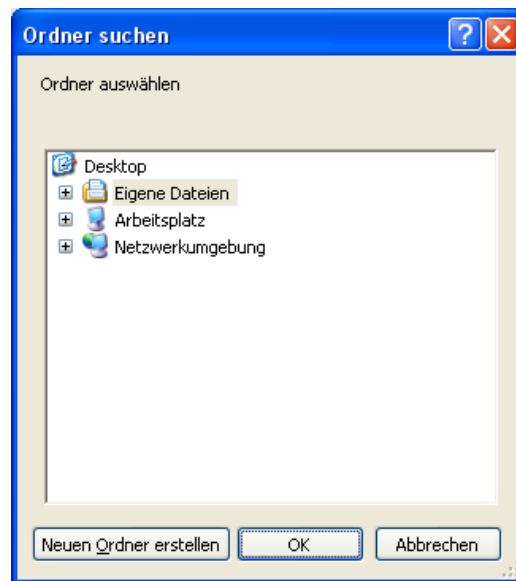 Ordner suchen
Ordner auswählen
Desktop
Eigene Dateien
Arbeitsplatz
Netzwerkumgebung
Neuen Ordner erstellen OK Abbrechen